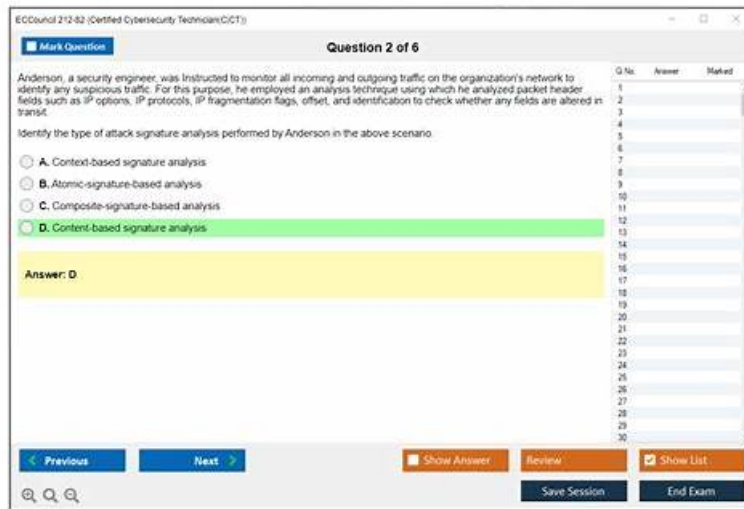 ECCouncil 212-82 (Certified Cybersecurity Technician(C|CT))
Mark Question
Question 2 of 6
Anderson, a security engineer, was Instructed to monitor all incoming and outgoing traffic on the organization's network to
identify any suspicious traffic. For this purpose, he employed an analysis technique using which he analyzed packet header
fields such as IP options, IP protocols, IP fragmentation flags, offset, and identification to check whether any fields are altered in
transit.
Identify the type of attack signature analysis performed by Anderson in the above scenario.
A. Context-based signature analysis
B. Atomic-signature-based analysis
C. Composite-signature-based analysis
D. Content-based signature analysis
Answer: D
Q No. Answer Marked
1
2
3
4
5
6
7
8
9
10
11
12
13
14
15
16
17
18
19
20
21
22
23
24
25
26
27
28
29
30
Previous
Next
Show Answer
Review
Show List
Save Session
End Exam